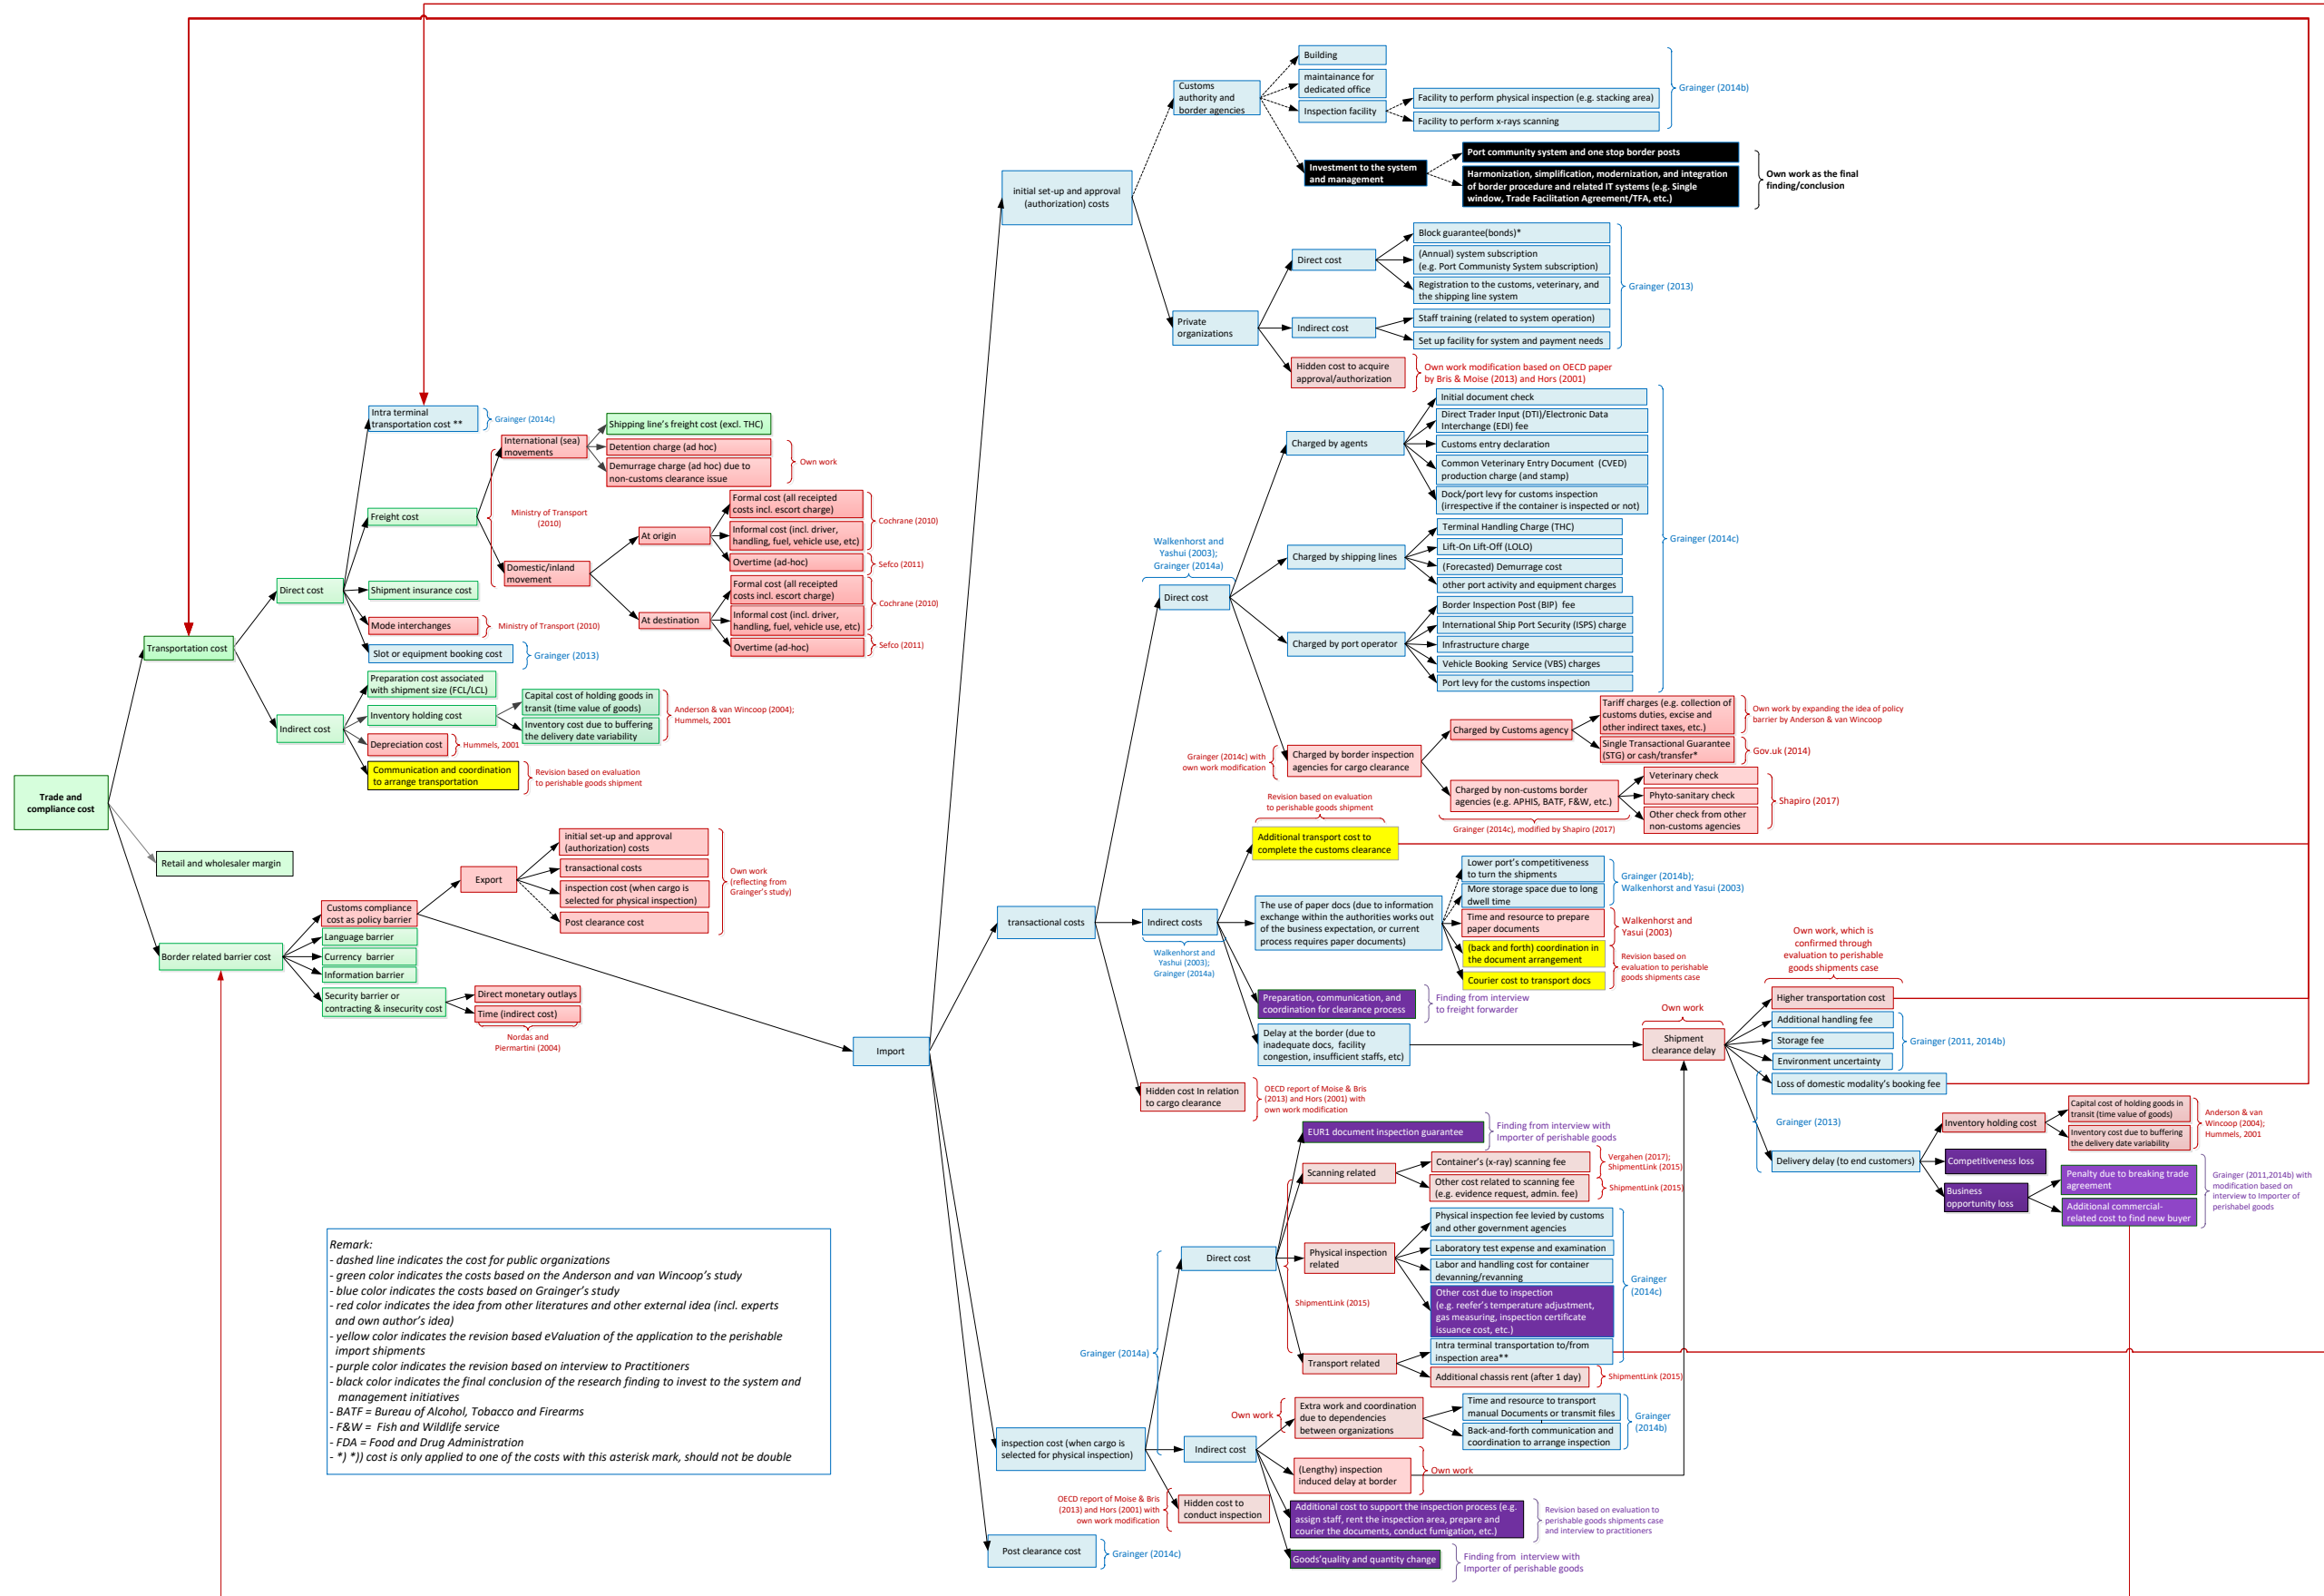 Trade and
compliance cost
Transportation cost
Retail and wholesaler margin
Border related barrier cost
Direct cost
Indirect cost
Intra terminal
transportation cost **
Grainger (2014c)
Freight cost
Shipment insurance cost
Mode interchanges
Ministry of Transport (2010)
Slot or equipment booking cost
Grainger (2013)
International (sea)
movements
Ministry of Transport
(2010)
Domestic/inland
movement
Shipping line's freight cost (excl. THC)
Detention charge (ad hoc)
Demurrage charge (ad hoc) due to
non-customs clearance issue
Own work
At origin
Formal cost (all receipted
costs incl. escort charge)
Informal cost (incl. driver,
handling, fuel, vehicle use, etc)
Overtime (ad-hoc)
Cochrane (2010)
Sefco (2011)
At destination
Formal cost (all receipted
costs incl. escort charge)
Informal cost (incl. driver,
handling, fuel, vehicle use, etc)
Overtime (ad-hoc)
Cochrane (2010)
Sefco (2011)
Preparation cost associated
with shipment size (FCL/LCL)
Inventory holding cost
Capital cost of holding goods in
transit (time value of goods)
Inventory cost due to buffering
the delivery date variability
Anderson & van Wincoop (2004);
Hummels, 2001
Depreciation cost
Hummels, 2001
Communication and coordination
to arrange transportation
Revision based on evaluation
to perishable goods shipment
Customs compliance
cost as policy barrier
Language barrier
Currency  barrier
Information barrier
Security barrier or
contracting & insecurity cost
Direct monetary outlays
Time (indirect cost)
Nordas and
Piermartini (2004)
Export
initial set-up and approval
(authorization) costs
transactional costs
inspection cost (when cargo is
selected for physical inspection)
Post clearance cost
Own work
(reflecting from
Grainger's study)
Import
initial set-up and approval
(authorization) costs
Customs
authority and
border agencies
Building
maintainance for
dedicated office
Inspection facility
Facility to perform physical inspection (e.g. stacking area)
Facility to perform x-rays scanning
Grainger (2014b)
Investment to the system
and management
Port community system and one stop border posts
Harmonization, simplification, modernization, and integration
of border procedure and related IT systems (e.g. Single
window, Trade Facilitation Agreement/TFA, etc.)
Own work as the final
finding/conclusion
Private
organizations
Direct cost
Block guarantee(bonds)*
(Annual) system subscription
(e.g. Port Communisty System subscription)
Registration to the customs, veterinary, and
the shipping line system
Indirect cost
Staff training (related to system operation)
Set up facility for system and payment needs
Grainger (2013)
Hidden cost to acquire
approval/authorization
Own work modification based on OECD paper
by Bris & Moise (2013) and Hors (2001)
transactional costs
Walkenhorst and
Yashui (2003);
Grainger (2014a)
Direct cost
Charged by agents
Initial document check
Direct Trader Input (DTI)/Electronic Data
Interchange (EDI) fee
Customs entry declaration
Common Veterinary Entry Document  (CVED)
production charge (and stamp)
Dock/port levy for customs inspection
(irrespective if the container is inspected or not)
Charged by shipping lines
Terminal Handling Charge (THC)
Lift-On Lift-Off (LOLO)
(Forecasted) Demurrage cost
other port activity and equipment charges
Charged by port operator
Border Inspection Post (BIP)  fee
International Ship Port Security (ISPS) charge
Infrastructure charge
Vehicle Booking  Service (VBS) charges
Port levy for the customs inspection
Grainger (2014c)
Grainger (2014c) with
own work modification
Charged by border inspection
agencies for cargo clearance
Charged by Customs agency
Tariff charges (e.g. collection of
customs duties, excise and
other indirect taxes, etc.)
Own work by expanding the idea of policy
barrier by Anderson & van Wincoop
Single Transactional Guarantee
(STG) or cash/transfer*
Gov.uk (2014)
Charged by non-customs border
agencies (e.g. APHIS, BATF, F&W, etc.)
Grainger (2014c), modified by Shapiro (2017)
Veterinary check
Phyto-sanitary check
Other check from other
non-customs agencies
Shapiro (2017)
Indirect costs
Walkenhorst and
Yashui (2003);
Grainger (2014a)
Revision based on evaluation
to perishable goods shipment
Additional transport cost to
complete the customs clearance
The use of paper docs (due to information
exchange within the authorities works out
of the business expectation, or current
process requires paper documents)
Lower port's competitiveness
to turn the shipments
More storage space due to long
dwell time
Grainger (2014b);
Walkenhorst and Yasui (2003)
Time and resource to prepare
paper documents
Walkenhorst and
Yasui (2003)
(back and forth) coordination in
the document arrangement
Courier cost to transport docs
Revision based on
evaluation to perishable
goods shipments case
Preparation, communication, and
coordination for clearance process
Finding from interview
to freight forwarder
Delay at the border (due to
inadequate docs,  facility
congestion, insufficient staffs, etc)
Own work
Shipment
clearance delay
Own work, which is
confirmed through
evaluation to perishable
goods shipments case
Higher transportation cost
Additional handling fee
Storage fee
Environment uncertainty
Grainger (2011, 2014b)
Loss of domestic modality's booking fee
Grainger (2013)
Delivery delay (to end customers)
Inventory holding cost
Capital cost of holding goods in
transit (time value of goods)
Inventory cost due to buffering
the delivery date variability
Anderson & van
Wincoop (2004);
Hummels, 2001
Competitiveness loss
Business
opportunity loss
Penalty due to breaking trade
agreement
Additional commercial-
related cost to find new buyer
Grainger (2011,2014b) with
modification based on
interview to Importer of
perishabel goods
Hidden cost In relation
to cargo clearance
OECD report of Moise & Bris
(2013) and Hors (2001) with
own work modification
inspection cost (when cargo is
selected for physical inspection)
Grainger (2014a)
Direct cost
EUR1 document inspection guarantee
Finding from interview with
Importer of perishable goods
ShipmentLink (2015)
Scanning related
Container's (x-ray) scanning fee
Vergahen (2017);
ShipmentLink (2015)
Other cost related to scanning fee
(e.g. evidence request, admin. fee)
ShipmentLink (2015)
Physical inspection
related
Physical inspection fee levied by customs
and other government agencies
Laboratory test expense and examination
Labor and handling cost for container
devanning/revanning
Other cost due to inspection
(e.g. reefer's temperature adjustment,
gas measuring, inspection certificate
issuance cost, etc.)
Grainger
(2014c)
Transport related
Intra terminal transportation to/from
inspection area**
Additional chassis rent (after 1 day)
ShipmentLink (2015)
Indirect cost
Own work
Extra work and coordination
due to dependencies
between organizations
Time and resource to transport
manual Documents or transmit files
Back-and-forth communication and
coordination to arrange inspection
Grainger
(2014b)
(Lengthy) inspection
induced delay at border
Own work
Additional cost to support the inspection process (e.g.
assign staff, rent the inspection area, prepare and
courier the documents, conduct fumigation, etc.)
Revision based on evaluation to
perishable goods shipments case
and interview to practitioners
Goods'quality and quantity change
Finding from  interview with
Importer of perishable goods
OECD report of Moise & Bris
(2013) and Hors (2001) with
own work modification
Hidden cost to
conduct inspection
Post clearance cost
Grainger (2014c)
Remark:
- dashed line indicates the cost for public organizations
- green color indicates the costs based on the Anderson and van Wincoop's study
- blue color indicates the costs based on Grainger's study
- red color indicates the idea from other literatures and other external idea (incl. experts
and own author's idea)
- yellow color indicates the revision based eValuation of the application to the perishable
import shipments
- purple color indicates the revision based on interview to Practitioners
- black color indicates the final conclusion of the research finding to invest to the system and
management initiatives
- BATF = Bureau of Alcohol, Tobacco and Firearms
- F&W =  Fish and Wildlife service
- FDA = Food and Drug Administration
- *) *)) cost is only applied to one of the costs with this asterisk mark, should not be double